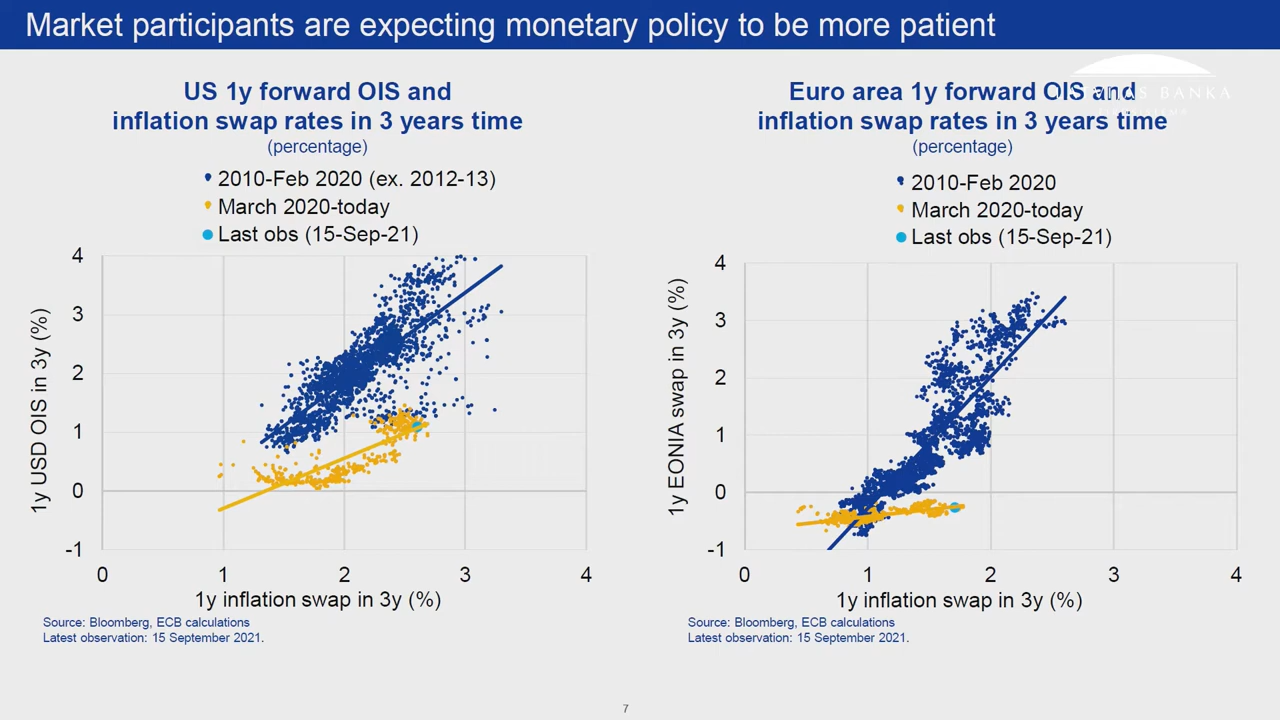 Market participants are expecting monetary policy to be more patient
US 1y forward OIS and
inflation swap rates in 3 years time
(percentage)
2010-Feb 2020 (ex. 2012-13)
March 2020-today
Last obs (15-Sep-21)
4
3
2
1
0
-1
1y USD OIS in 3y (%)
0 1 2 3 4
1y inflation swap in 3y (%)
Source: Bloomberg, ECB calculations
Latest observation: 15 September 2021.
LATVIJAS BANKA
Euro area 1y forward OIS and
inflation swap rates in 3 years time
(percentage)
2010-Feb 2020
March 2020-today
Last obs (15-Sep-21)
4
3
2
1
0
-1
1y EONIA swap in 3y (%)
0 1 2 3 4
1y inflation swap in 3y (%)
Source: Bloomberg, ECB calculations
Latest observation: 15 September 2021.
7